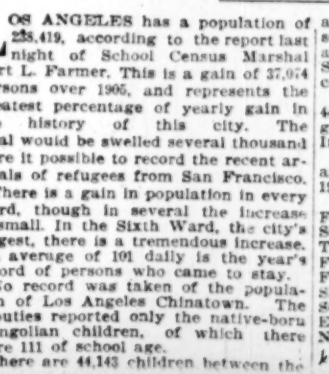 OS ANGELES has a population of
L 238,419, according to the report last
night of School Census Marshal
rt L. Farmer. This is a gain of 37,074
rsons over 1905, and represents the
eatest percentage of yearly gain in
history of this city. The
al would be swelled several thousand
re it possible to record the recent ar-
als of refugees from San Francisco.
here is a gain in population in every
rd, though in several the increase
small. In the Sixth Ward, the city's
gest, there is a tremendous increase.
average of 101 daily is the year's
ord of persons who came to stay.
o record was taken of the popula-
n of Los Angeles Chinatown. The
uties reported only the native-born
ngolian children, of which there
re 111 of school age.
here are 44,143 children between the